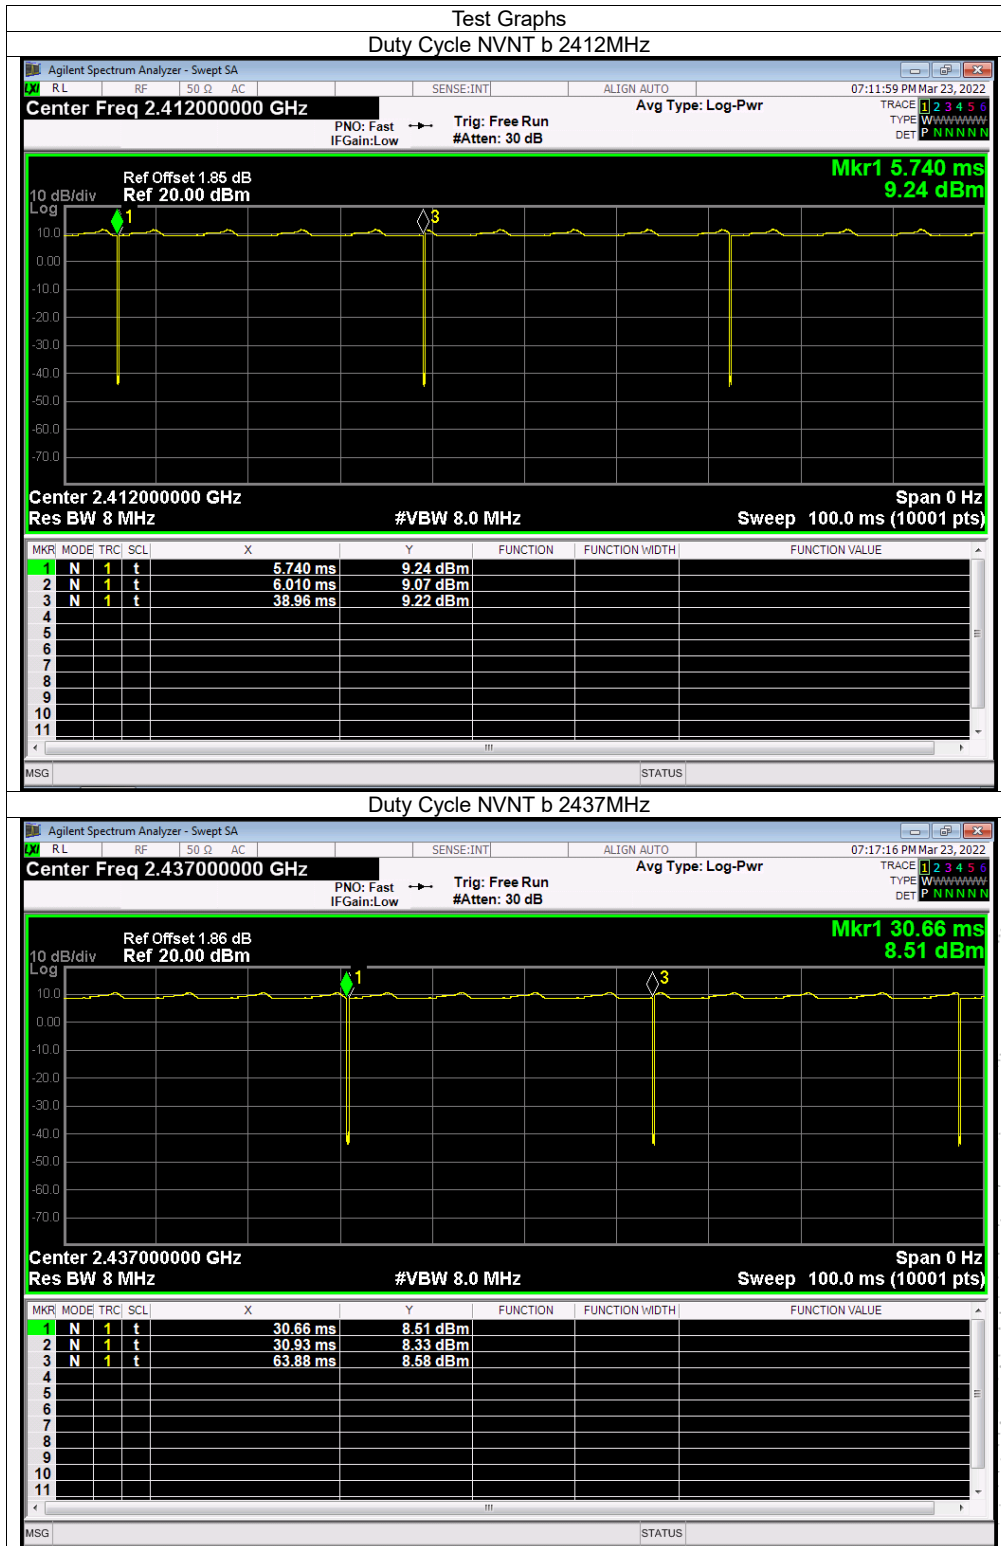 Test Graphs
Duty Cycle NVNT b 2412MHz
Agilent Spectrum Analyzer - Swept SA
LXI RL RF 50 Ω AC SENSE:INT ALIGN AUTO 07:11:59 PM Mar 23, 2022
Center Freq 2.412000000 GHz Avg Type: Log-Pwr TRACE 1 2 3 4 5 6
PNO: Fast Trig: Free Run TYPE WWWWWW
IFGain:Low #Atten: 30 dB DET P N N N N N
Mkr1 5.740 ms
Ref Offset 1.85 dB
10 dB/div Ref 20.00 dBm 9.24 dBm
Log
1 3
10.0
0.00
-10.0
-20.0
-30.0
-40.0
-50.0
-60.0
-70.0
Center 2.412000000 GHz Span 0 Hz
Res BW 8 MHz #VBW 8.0 MHz Sweep 100.0 ms (10001 pts)
MKR MODE TRC SCL X Y FUNCTION FUNCTION WIDTH FUNCTION VALUE
1 N 1 t 5.740 ms 9.24 dBm
2 N 1 t 6.010 ms 9.07 dBm
3 N 1 t 38.96 ms 9.22 dBm
4
5
6
7
8
9
10
11
MSG STATUS
Duty Cycle NVNT b 2437MHz
Agilent Spectrum Analyzer - Swept SA
LXI RL RF 50 Ω AC SENSE:INT ALIGN AUTO 07:17:16 PM Mar 23, 2022
Center Freq 2.437000000 GHz Avg Type: Log-Pwr TRACE 1 2 3 4 5 6
PNO: Fast Trig: Free Run TYPE WWWWWW
IFGain:Low #Atten: 30 dB DET P N N N N N
Mkr1 30.66 ms
Ref Offset 1.86 dB
10 dB/div Ref 20.00 dBm 8.51 dBm
Log
1 3
10.0
0.00
-10.0
-20.0
-30.0
-40.0
-50.0
-60.0
-70.0
Center 2.437000000 GHz Span 0 Hz
Res BW 8 MHz #VBW 8.0 MHz Sweep 100.0 ms (10001 pts)
MKR MODE TRC SCL X Y FUNCTION FUNCTION WIDTH FUNCTION VALUE
1 N 1 t 30.66 ms 8.51 dBm
2 N 1 t 30.93 ms 8.33 dBm
3 N 1 t 63.88 ms 8.58 dBm
4
5
6
7
8
9
10
11
MSG STATUS